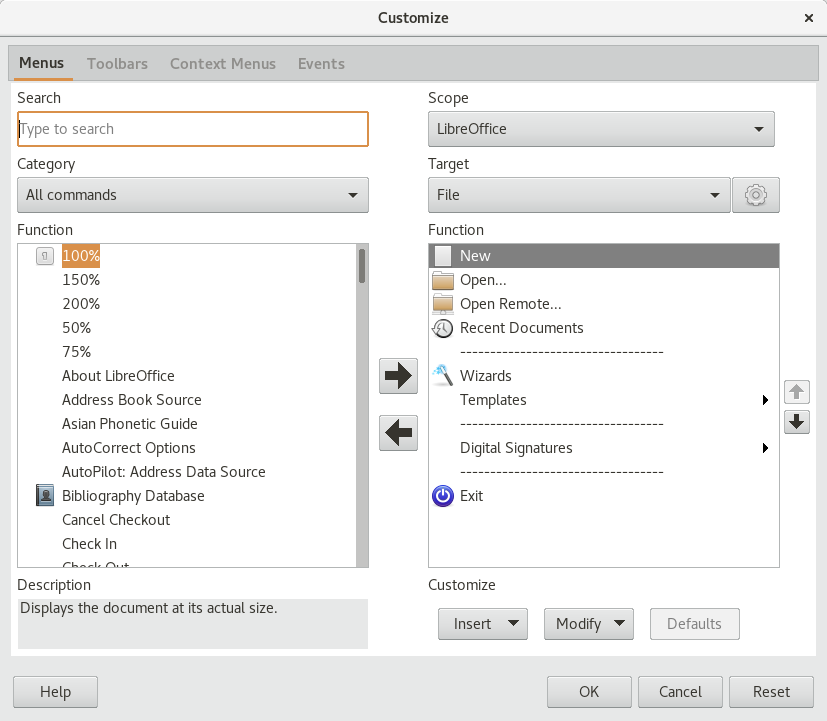 Customize
Menus Toolbars Context Menus Events
Search
Type to search
Category
All commands
Function
100%
150%
200%
50%
75%
About LibreOffice
Address Book Source
Asian Phonetic Guide
AutoCorrect Options
AutoPilot: Address Data Source
Bibliography Database
Cancel Checkout
Check In
Check Out
Description
Displays the document at its actual size.
Scope
LibreOffice
Target
File
Function
New
Open...
Open Remote...
Recent Documents
----------------------------------
Wizards
Templates
----------------------------------
Digital Signatures
----------------------------------
Exit
Customize
Insert Modify Defaults
Help OK Cancel Reset